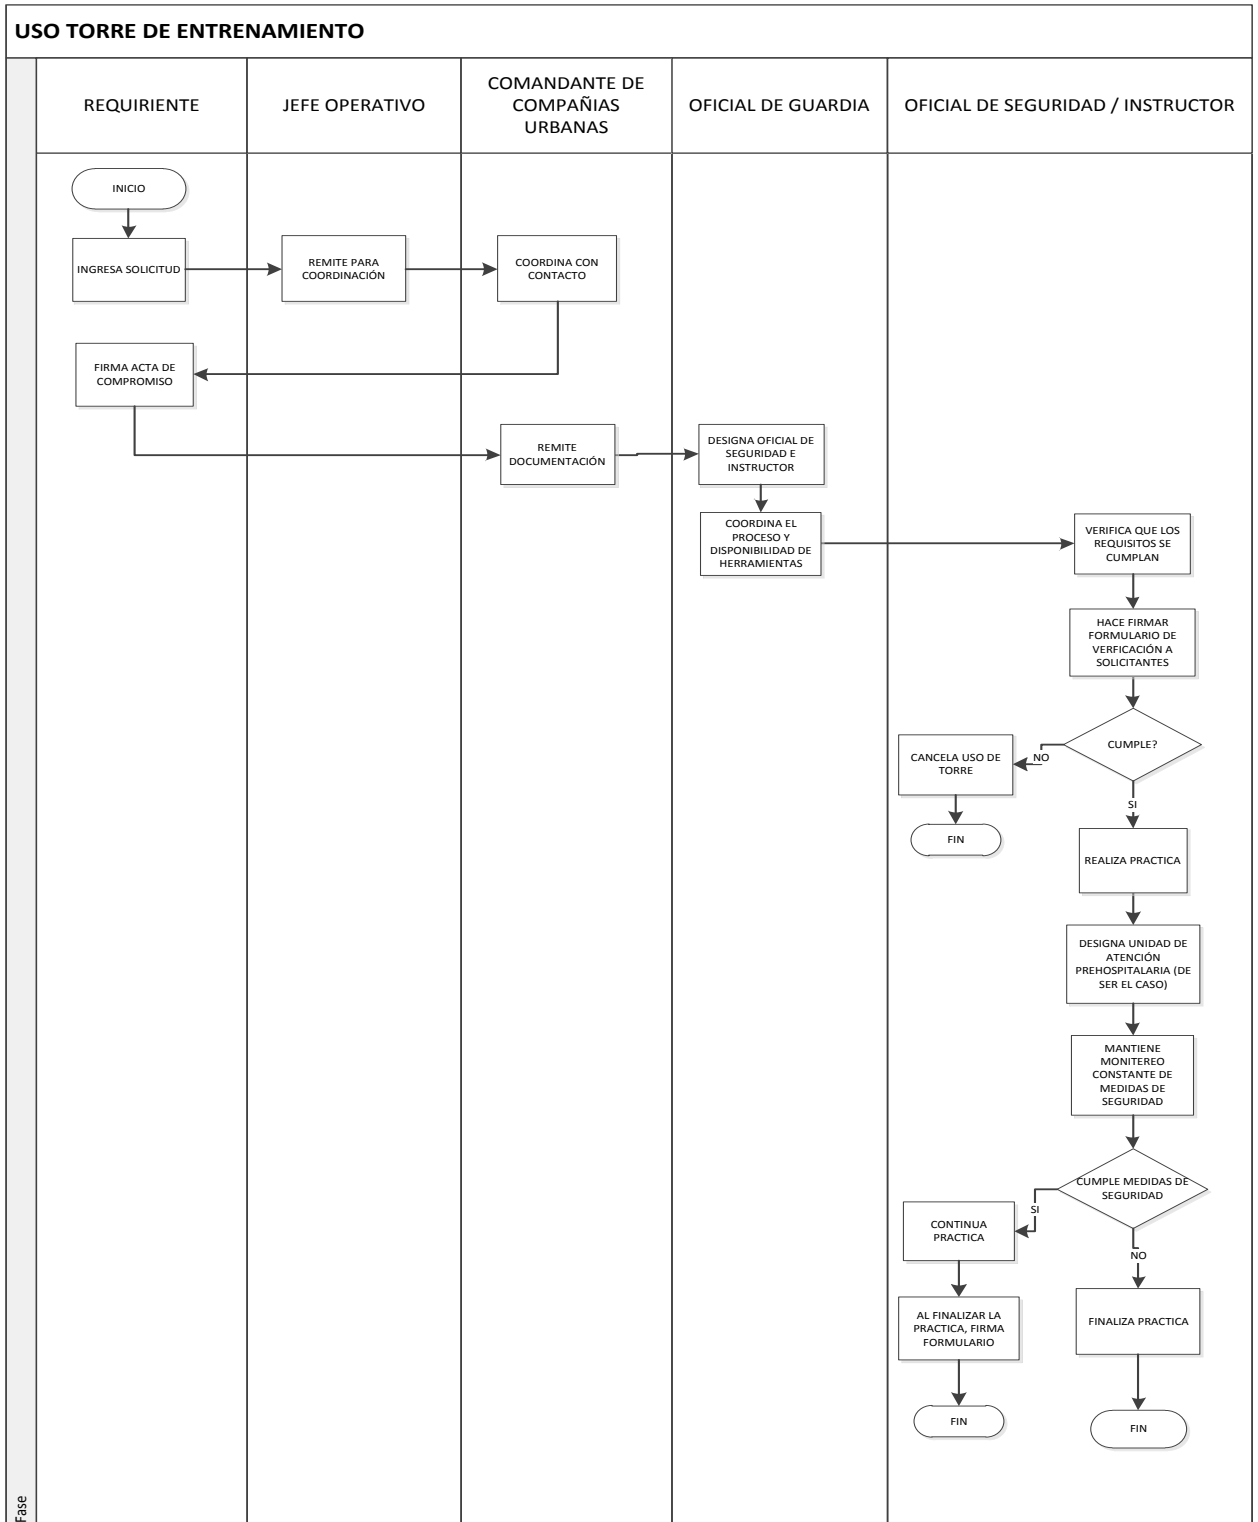 USO TORRE DE ENTRENAMIENTO
REQUIRIENTE
JEFE OPERATIVO
COMANDANTE DE
COMPAÑIAS
URBANAS
OFICIAL DE GUARDIA
OFICIAL DE SEGURIDAD / INSTRUCTOR
INICIO
INGRESA SOLICITUD
REMITE PARA
COORDINACIÓN
COORDINA CON
CONTACTO
FIRMA ACTA DE
COMPROMISO
REMITE
DOCUMENTACIÓN
DESIGNA OFICIAL DE
SEGURIDAD E
INSTRUCTOR
COORDINA EL
PROCESO Y
DISPONIBILIDAD DE
HERRAMIENTAS
VERIFICA QUE LOS
REQUISITOS SE
CUMPLAN
HACE FIRMAR
FORMULARIO DE
VERFICACIÓN A
SOLICITANTES
CUMPLE?
NO
CANCELA USO DE
TORRE
FIN
SI
REALIZA PRACTICA
DESIGNA UNIDAD DE
ATENCIÓN
PREHOSPITALARIA (DE
SER EL CASO)
MANTIENE
MONITEREO
CONSTANTE DE
MEDIDAS DE
SEGURIDAD
CUMPLE MEDIDAS DE
SEGURIDAD
SI
CONTINUA
PRACTICA
NO
AL FINALIZAR LA
PRACTICA, FIRMA
FORMULARIO
FINALIZA PRACTICA
FIN
FIN
Fase